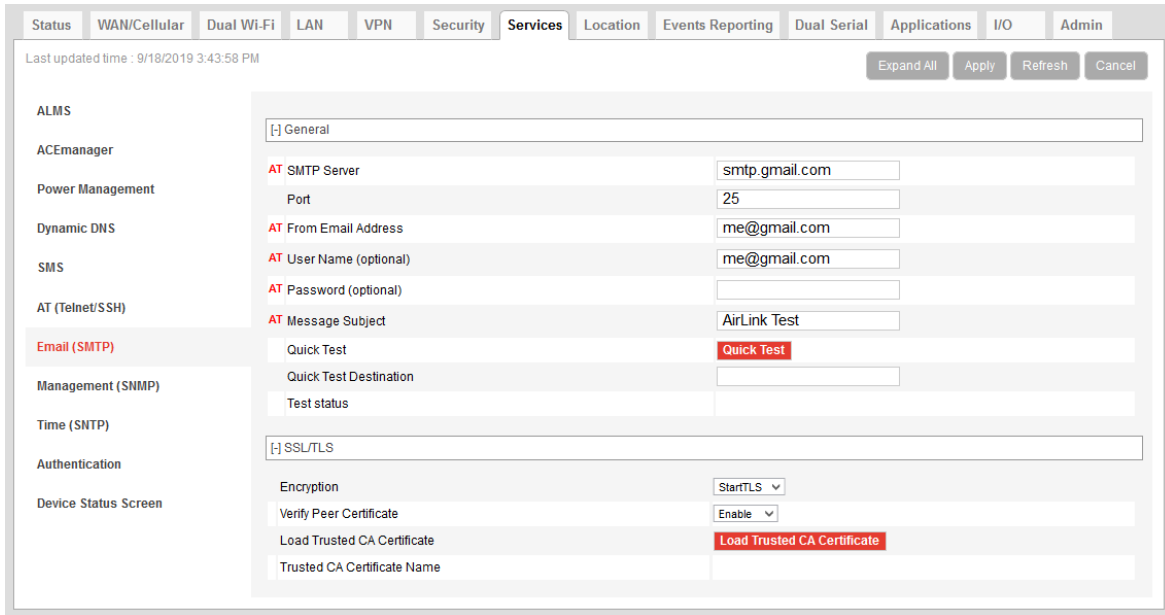 Status WAN/Cellular Dual Wi-Fi LAN VPN Security Services Location Events Reporting Dual Serial Applications I/O Admin
Last updated time : 9/18/2019 3:43:58 PM
Expand All Apply Refresh Cancel
ALMS
ACEmanager
Power Management
Dynamic DNS
SMS
AT (Telnet/SSH)
Email (SMTP)
Management (SNMP)
Time (SNTP)
Authentication
Device Status Screen
[-] General
AT SMTP Server smtp.gmail.com
Port 25
AT From Email Address me@gmail.com
AT User Name (optional) me@gmail.com
AT Password (optional)
AT Message Subject AirLink Test
Quick Test Quick Test
Quick Test Destination
Test status
[-] SSL/TLS
Encryption StartTLS
Verify Peer Certificate Enable
Load Trusted CA Certificate Load Trusted CA Certificate
Trusted CA Certificate Name